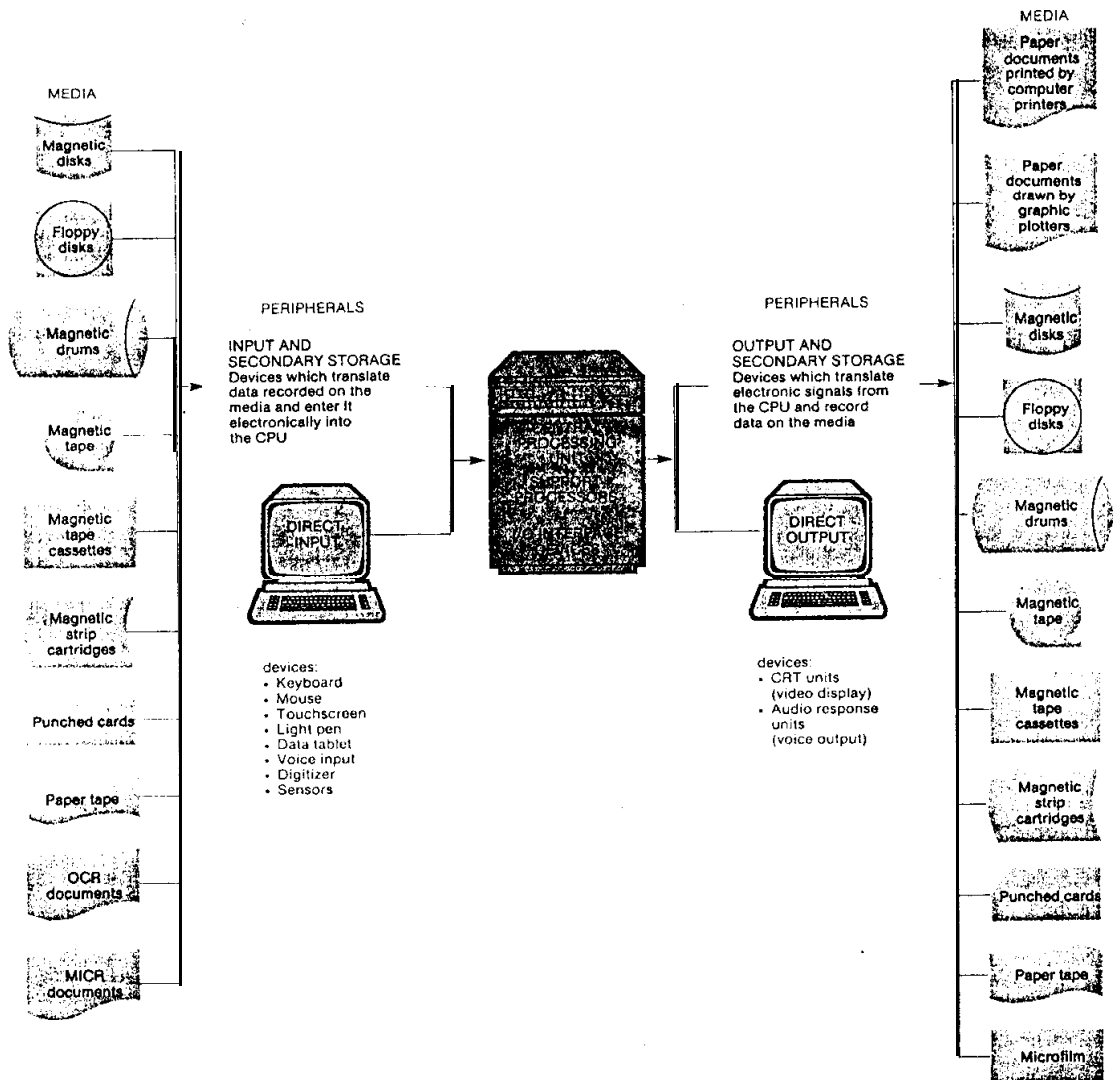 MEDIA
Magnetic
disks
Floppy
disks
Magnetic
drums
Magnetic
tape
Magnetic
tape
cassettes
Magnetic
strip
cartridges
Punched cards
Paper tape
OCR
documents
MICR
documents
PERIPHERALS
INPUT AND
SECONDARY STORAGE
Devices which translate
data recorded on the
media and enter it
electronically into
the CPU
DIRECT
INPUT
devices:
• Keyboard
• Mouse
• Touchscreen
• Light pen
• Data tablet
• Voice input
• Digitizer
• Sensors
PROCESSING
UNIT
SUPPORT
PROCESSORS
PERIPHERALS
OUTPUT AND
SECONDARY STORAGE
Devices which translate
electronic signals from
the CPU and record
data on the media
DIRECT
OUTPUT
devices:
• CRT units
(video display)
• Audio response
units
(voice output)
MEDIA
Paper
documents
printed by
computer
printers
Paper
documents
drawn by
graphic
plotters
Magnetic
disks
Floppy
disks
Magnetic
drums
Magnetic
tape
Magnetic
tape
cassettes
Magnetic
strip
cartridges
Punched cards
Paper tape
Microfilm